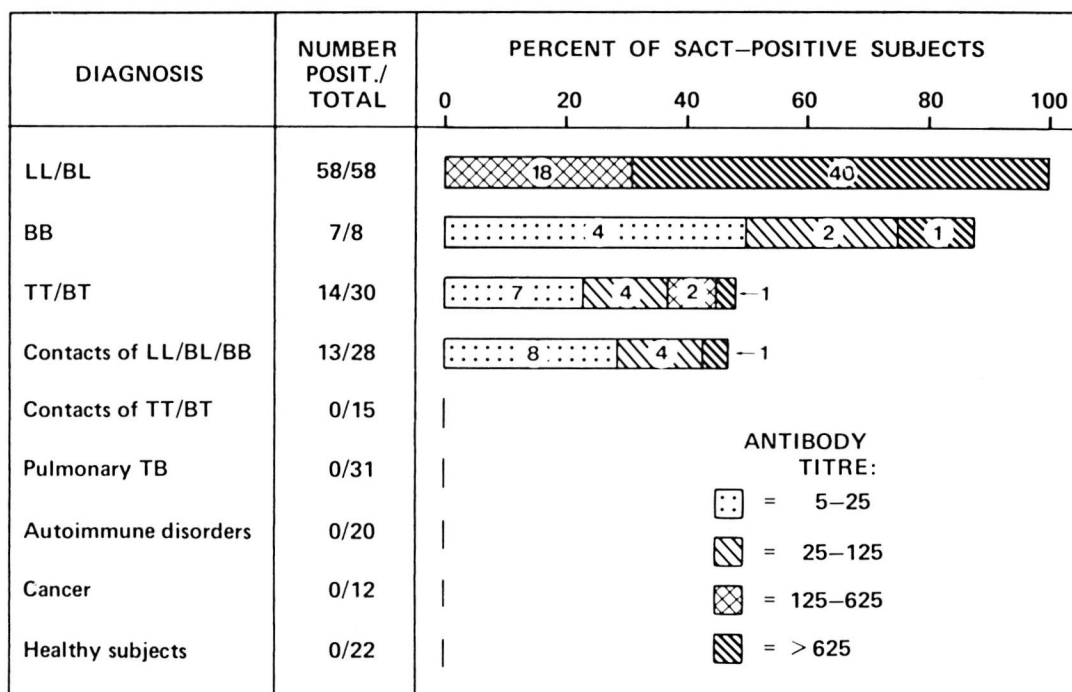 DIAGNOSIS
NUMBER
POSIT./
TOTAL
PERCENT OF SACT–POSITIVE SUBJECTS
0 20 40 60 80 100
LL/BL 58/58 18 40
BB 7/8 4 2 1
TT/BT 14/30 7 4 2 ←1
Contacts of LL/BL/BB 13/28 8 4 ←1
Contacts of TT/BT 0/15
Pulmonary TB 0/31
Autoimmune disorders 0/20
Cancer 0/12
Healthy subjects 0/22
ANTIBODY
TITRE:
= 5–25
= 25–125
= 125–625
= > 625